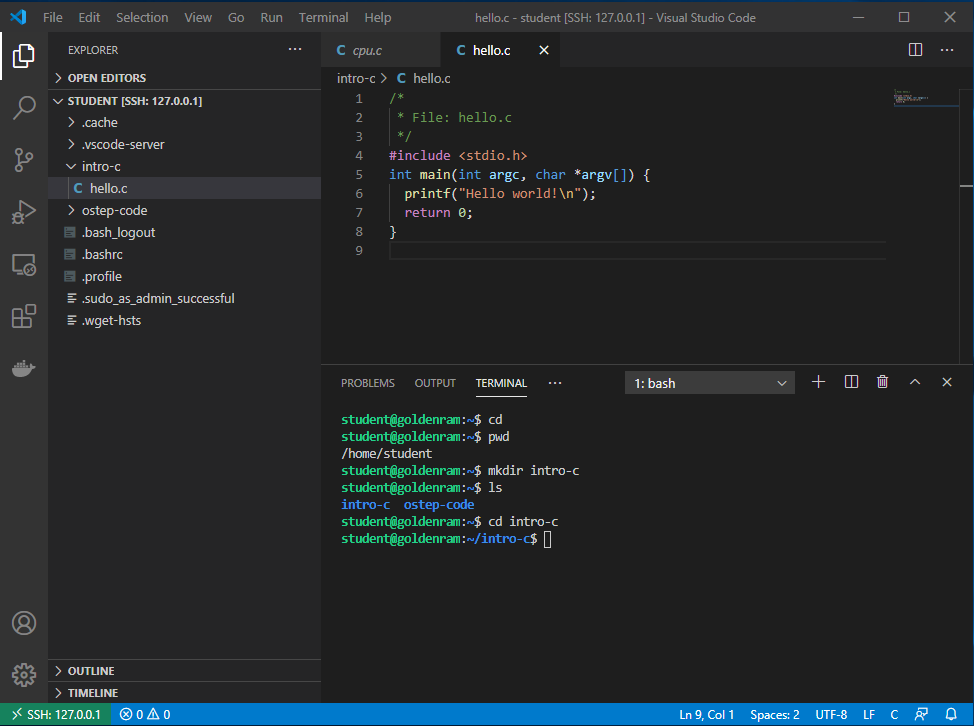 File Edit Selection View Go Run Terminal Help hello.c - student [SSH: 127.0.0.1] - Visual Studio Code
EXPLORER
OPEN EDITORS
STUDENT [SSH: 127.0.0.1]
.cache
.vscode-server
intro-c
C hello.c
ostep-code
.bash_logout
.bashrc
.profile
.sudo_as_admin_successful
.wget-hsts
OUTLINE
TIMELINE
C cpu.c C hello.c
intro-c > C hello.c
1 /*
2  * File: hello.c
3  */
4 #include <stdio.h>
5 int main(int argc, char *argv[]) {
6   printf("Hello world!\n");
7   return 0;
8 }
9
PROBLEMS OUTPUT TERMINAL ··· 1: bash
student@goldenram:~$ cd
student@goldenram:~$ pwd
/home/student
student@goldenram:~$ mkdir intro-c
student@goldenram:~$ ls
intro-c  ostep-code
student@goldenram:~$ cd intro-c
student@goldenram:~/intro-c$
SSH: 127.0.0.1 0 0 Ln 9, Col 1 Spaces: 2 UTF-8 LF C